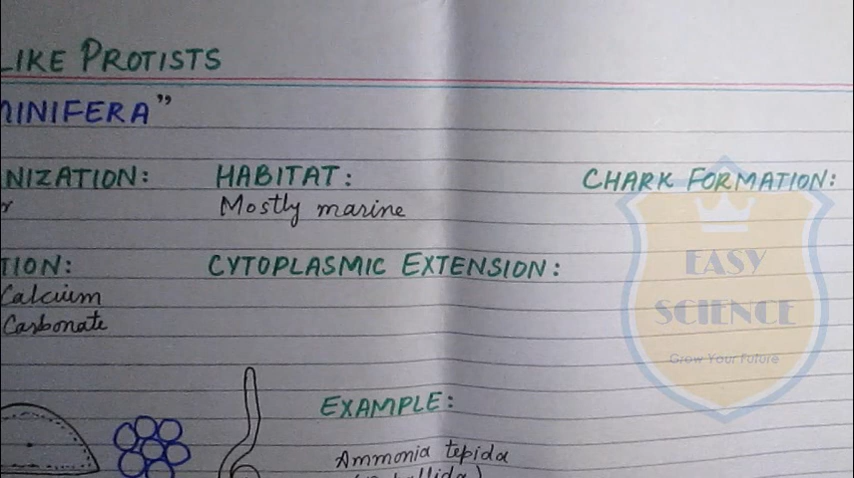 LIKE PROTISTS
MINIFERA"
NIZATION:
HABITAT:
CHARK FORMATION:
Mostly marine
TION:
CYTOPLASMIC EXTENSION:
Calcium
Carbonate
EASY
SCIENCE
Grow Your Future
EXAMPLE:
Ammonia tepida